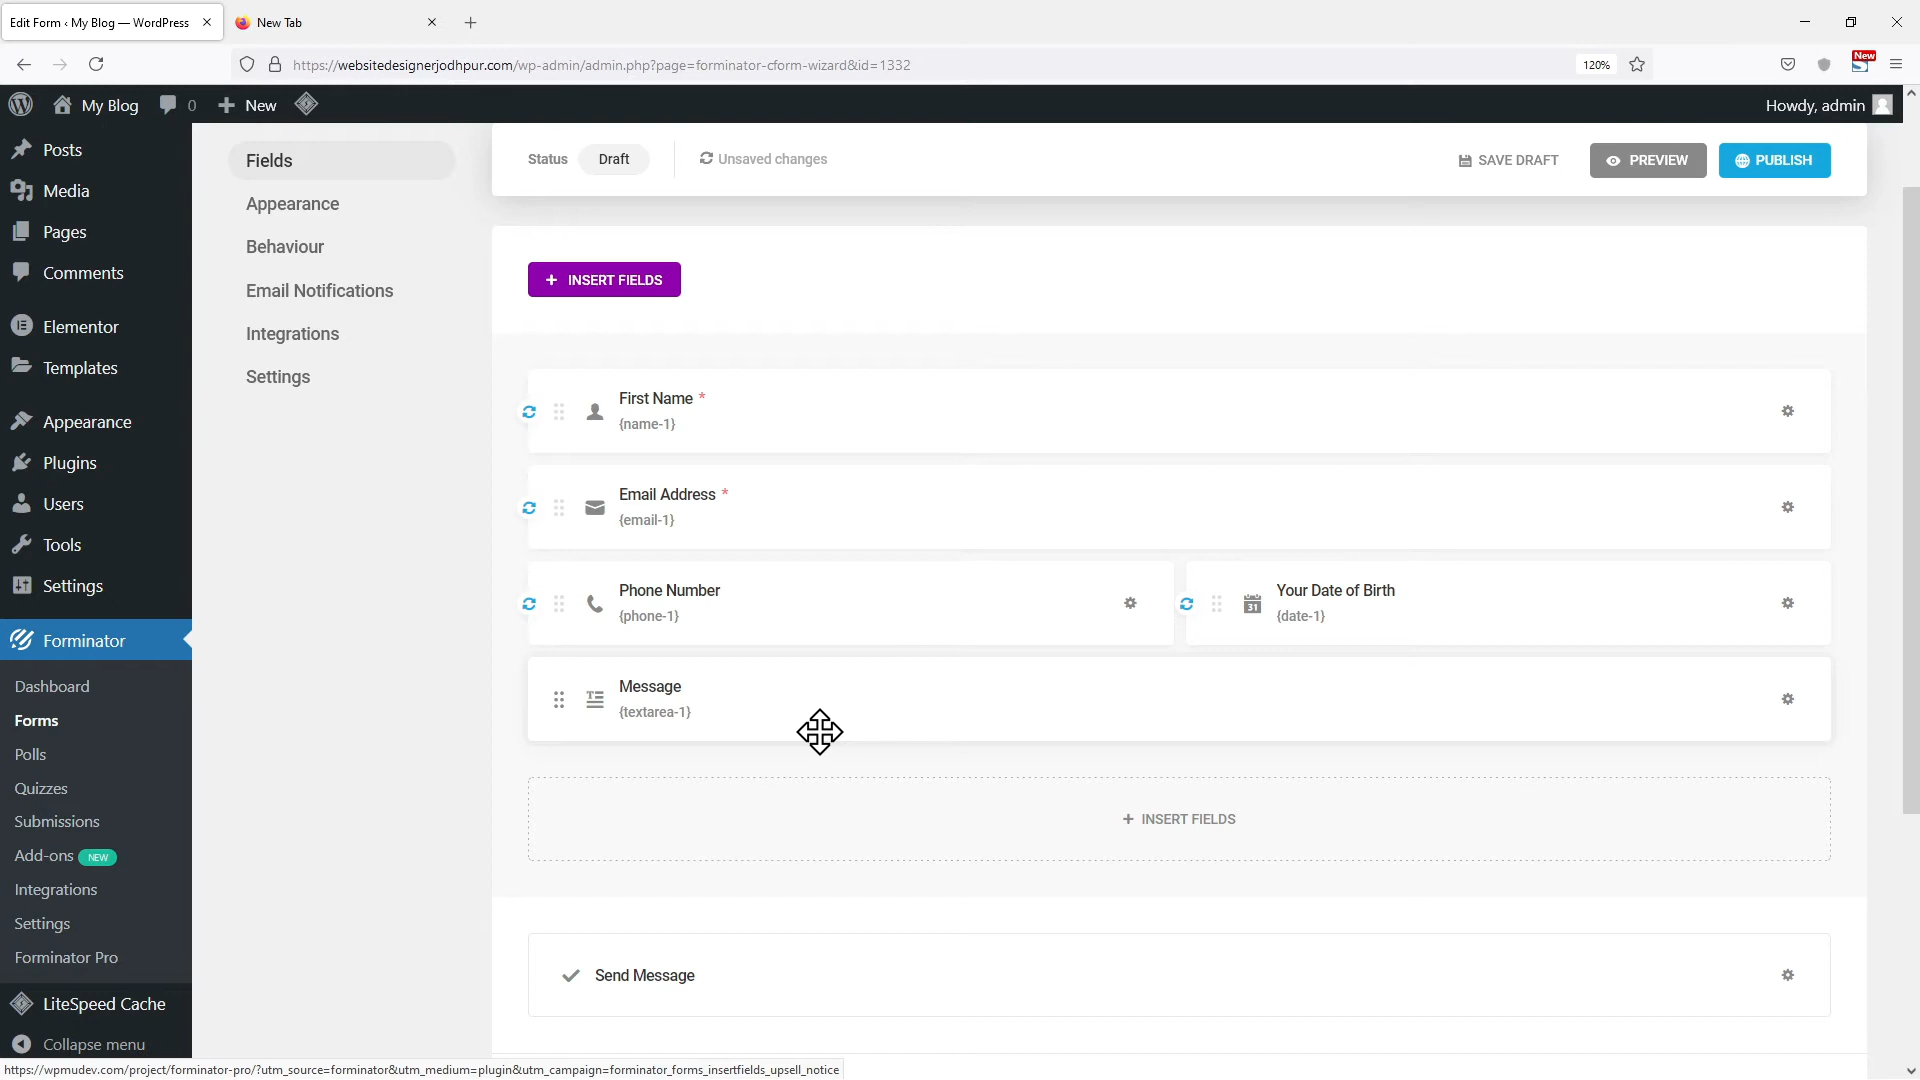 Edit Form ‹ My Blog — WordPress
New Tab
https://websitedesignerjodhpur.com/wp-admin/admin.php?page=forminator-cform-wizard&id=1332
120%
New
My Blog
0
New
Howdy, admin
Posts
Media
Pages
Comments
Elementor
Templates
Appearance
Plugins
Users
Tools
Settings
Forminator
Dashboard
Forms
Polls
Quizzes
Submissions
Add-ons NEW
Integrations
Settings
Forminator Pro
LiteSpeed Cache
Collapse menu
Fields
Appearance
Behaviour
Email Notifications
Integrations
Settings
Status Draft Unsaved changes
SAVE DRAFT
PREVIEW
PUBLISH
+ INSERT FIELDS
First Name *
{name-1}
Email Address *
{email-1}
Phone Number
{phone-1}
31
Your Date of Birth
{date-1}
Message
{textarea-1}
+ INSERT FIELDS
Send Message
https://wpmudev.com/project/forminator-pro/?utm_source=forminator&utm_medium=plugin&utm_campaign=forminator_forms_insertfields_upsell_notice